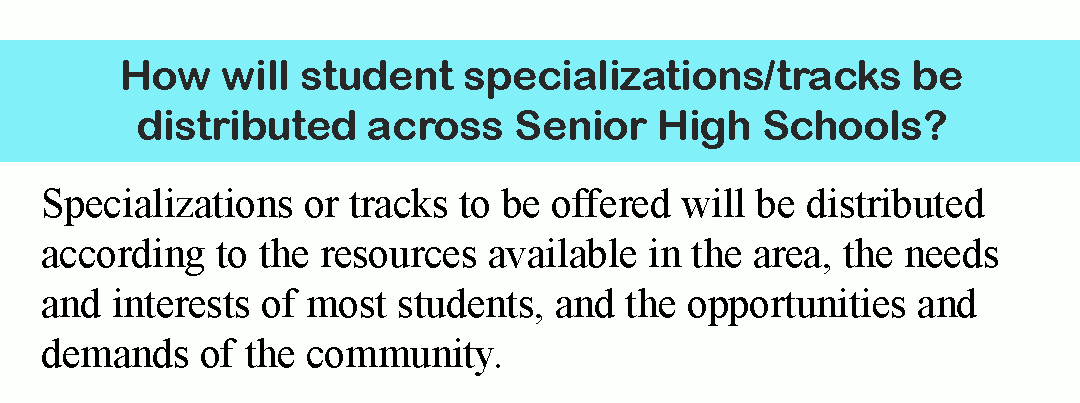 How will student specializations/tracks be
distributed across Senior High Schools?
Specializations or tracks to be offered will be distributed
according to the resources available in the area, the needs
and interests of most students, and the opportunities and
demands of the community.